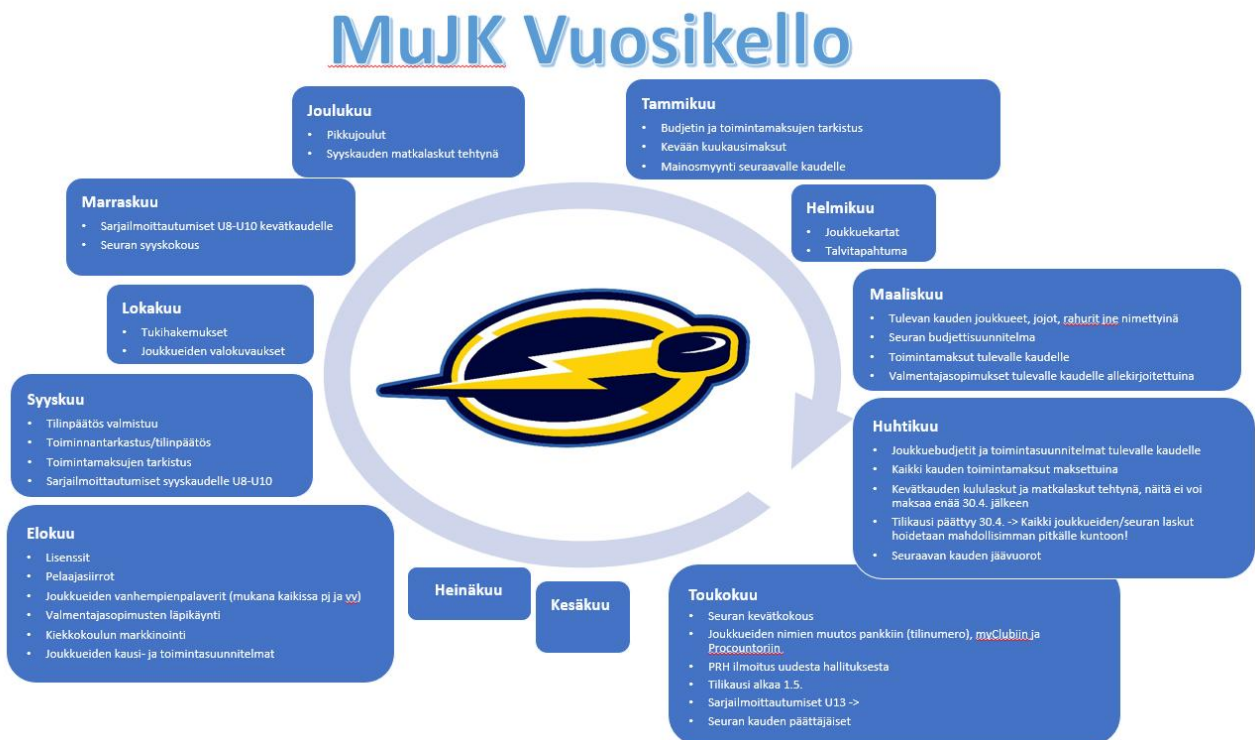 MuJK Vuosikello
Tammikuu
• Budjetin ja toimintamaksujen tarkistus
• Kevään kuukausimaksut
• Mainosmyynti seuraavalle kaudelle
Helmikuu
• Joukkuekartat
• Talvitapahtuma
Maaliskuu
• Tulevan kauden joukkueet, jojot, rahurit jne nimettyinä
• Seuran budjettisuunnitelma
• Toimintamaksut tulevalle kaudelle
• Valmentajasopimukset tulevalle kaudelle allekirjoitettuina
Huhtikuu
• Joukkuebudjetit ja toimintasuunnitelmat tulevalle kaudelle
• Kaikki kauden toimintamaksut maksettuina
• Kevätkauden kululaskut ja matkalaskut tehtynä, näitä ei voi
maksaa enää 30.4. jälkeen
• Tilikausi päättyy 30.4. -> Kaikki joukkueiden/seuran laskut
hoidetaan mahdollisimman pitkälle kuntoon!
• Seuraavan kauden jäävuorot
Toukokuu
• Seuran kevätkokous
• Joukkueiden nimien muutos pankkiin (tilinumero), myClubiin ja
Procountoriin
• PRH ilmoitus uudesta hallituksesta
• Tilikausi alkaa 1.5.
• Sarjailmoittautumiset U13 ->
• Seuran kauden päättäjäiset
Kesäkuu
Heinäkuu
Elokuu
• Lisenssit
• Pelaajasiirrot
• Joukkueiden vanhempienpalaverit (mukana kaikissa pj ja vv)
• Valmentajasopimusten läpikäynti
• Kiekkokoulun markkinointi
• Joukkueiden kausi- ja toimintasuunnitelmat
Syyskuu
• Tilinpäätös valmistuu
• Toiminnantarkastus/tilinpäätös
• Toimintamaksujen tarkistus
• Sarjailmoittautumiset syyskaudelle U8-U10
Lokakuu
• Tukihakemukset
• Joukkueiden valokuvaukset
Marraskuu
• Sarjailmoittautumiset U8-U10 kevätkaudelle
• Seuran syyskokous
Joulukuu
• Pikkujoulut
• Syyskauden matkalaskut tehtynä